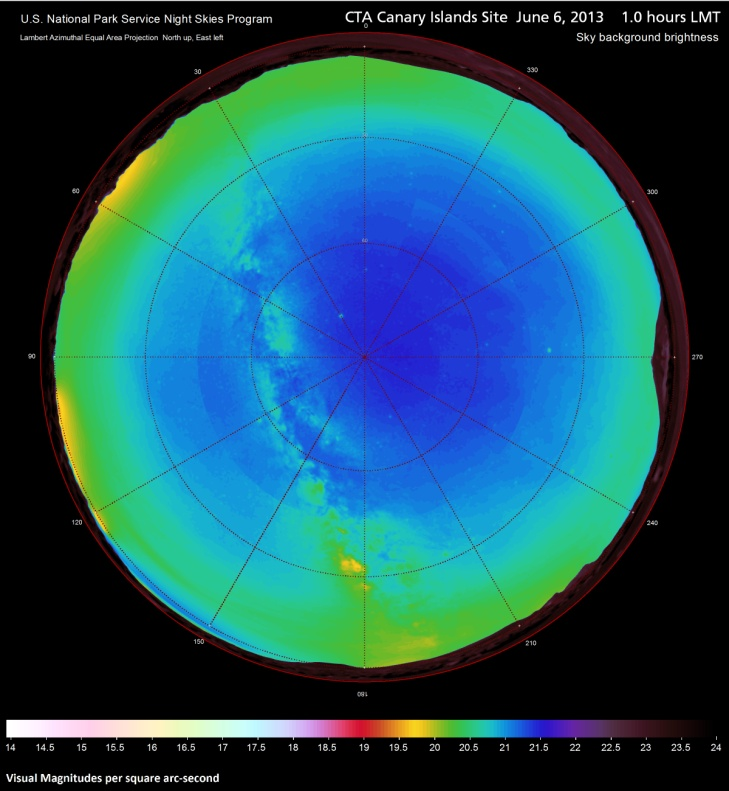 U.S. National Park Service Night Skies Program
CTA Canary Islands Site June 6, 2013 1.0 hours LMT
Lambert Azimuthal Equal Area Projection North up, East left
Sky background brightness
0
30
330
60
300
60
90
270
120
240
150
210
180
14 14.5 15 15.5 16 16.5 17 17.5 18 18.5 19 19.5 20 20.5 21 21.5 22 22.5 23 23.5 24
Visual Magnitudes per square arc-second